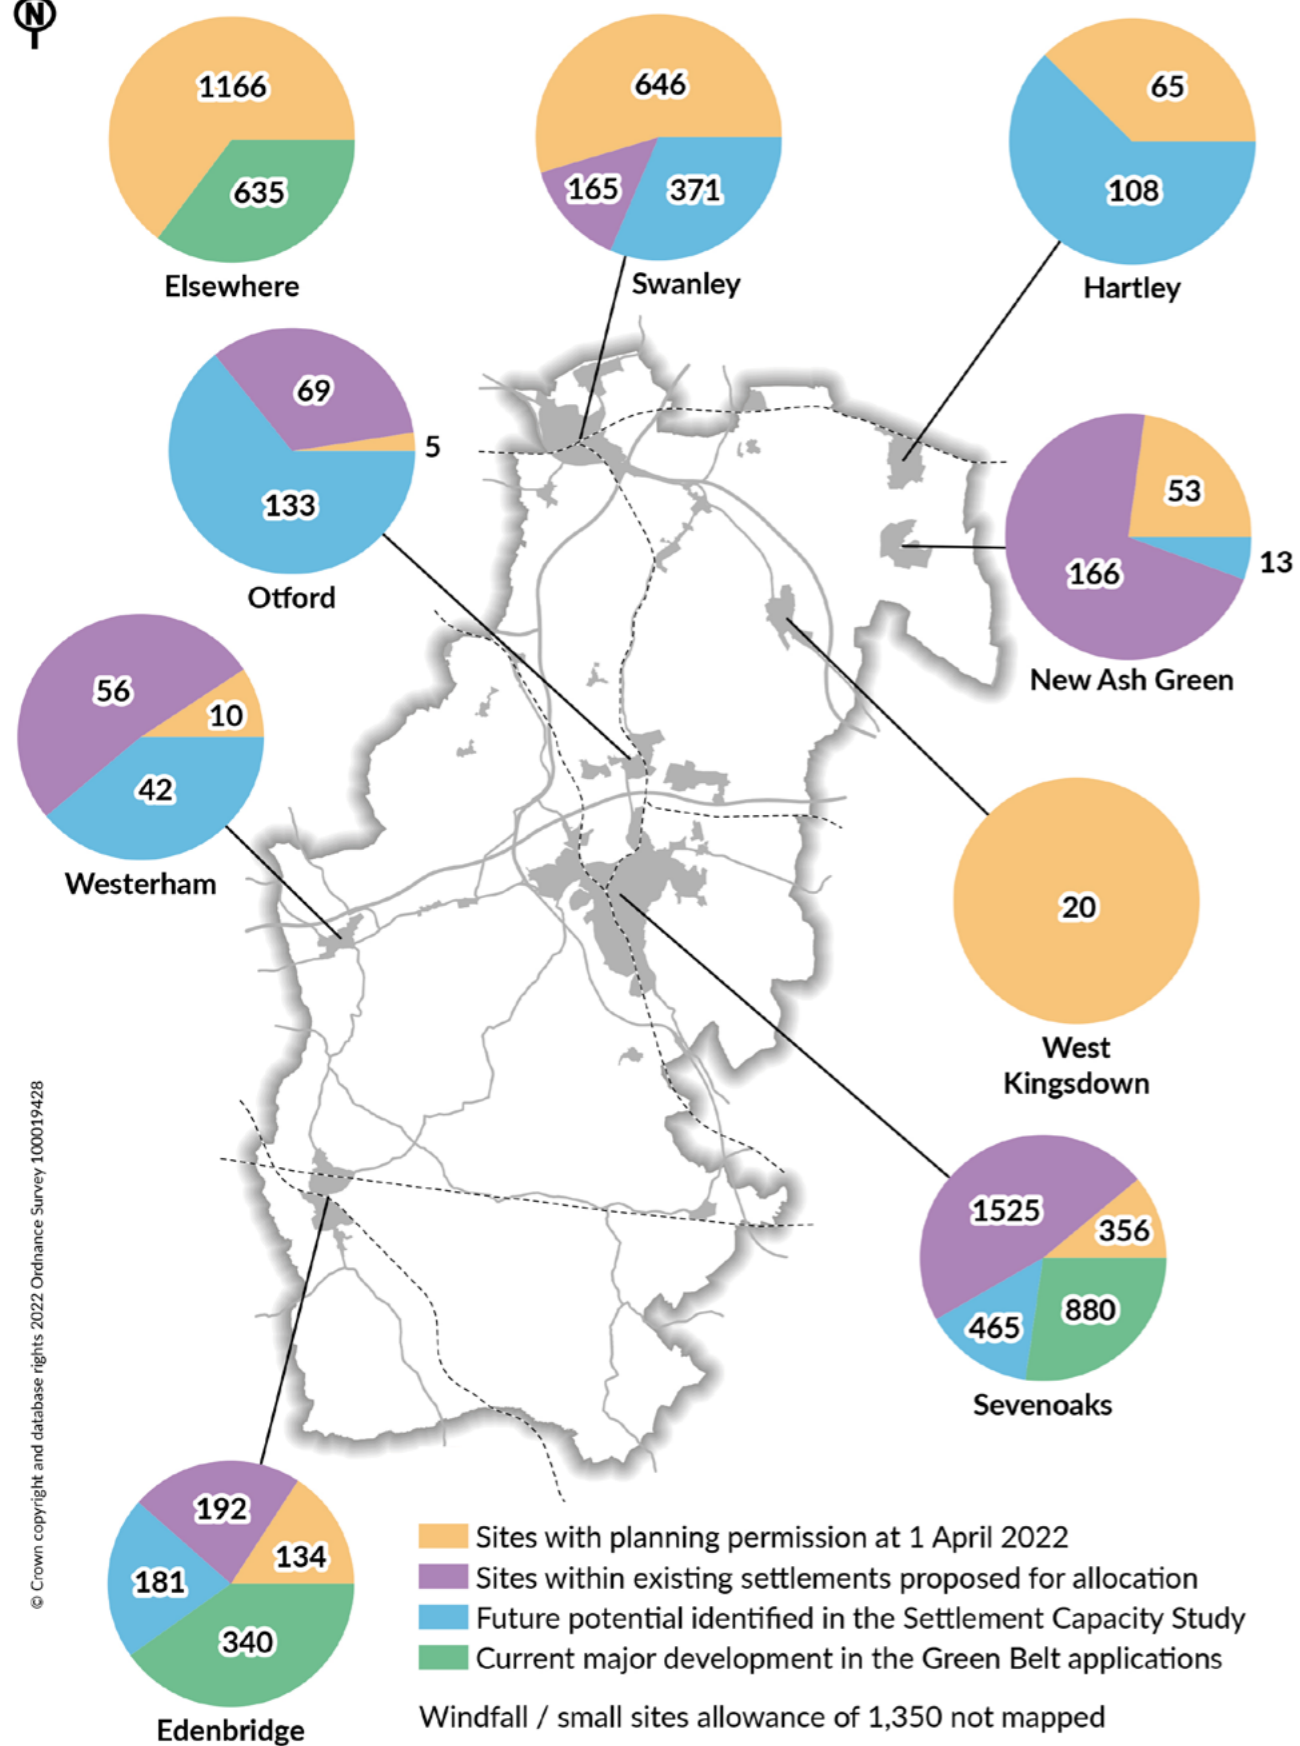 N
1166
635
Elsewhere
646
165
371
Swanley
65
108
Hartley
69
5
133
Otford
53
166
13
New Ash Green
56
10
42
Westerham
20
West
Kingsdown
1525
356
465
880
Sevenoaks
192
134
181
340
Edenbridge
Sites with planning permission at 1 April 2022
Sites within existing settlements proposed for allocation
Future potential identified in the Settlement Capacity Study
Current major development in the Green Belt applications
Windfall / small sites allowance of 1,350 not mapped
© Crown copyright and database rights 2022 Ordnance Survey 100019428